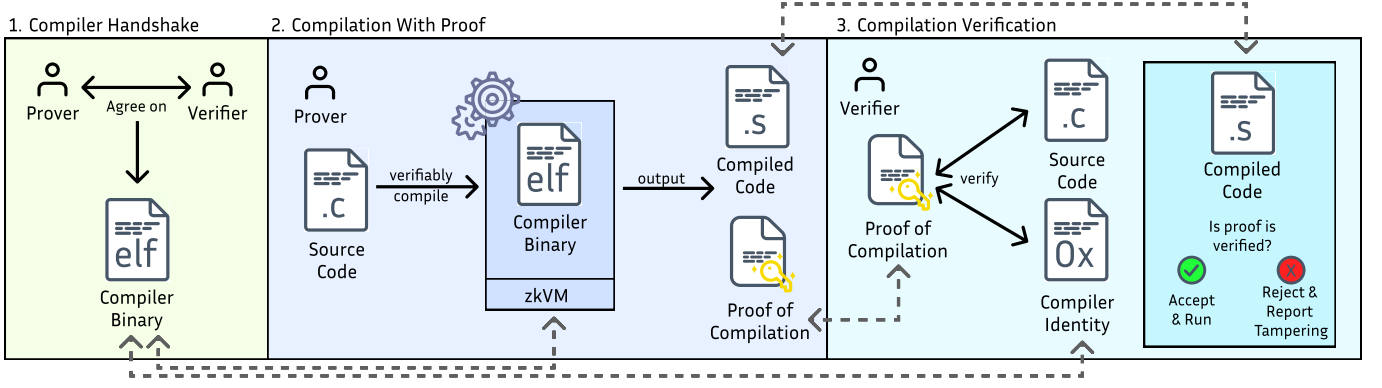 1. Compiler Handshake
Prover
Agree on
Verifier
elf
Compiler
Binary
2. Compilation With Proof
Prover
.c
Source
Code
verifiably
compile
elf
Compiler
Binary
zkVM
output
.s
Compiled
Code
Proof of
Compilation
3. Compilation Verification
Verifier
Proof of
Compilation
verify
.c
Source
Code
0x
Compiler
Identity
.s
Compiled
Code
Is proof is
verified?
Accept
& Run
X
Reject &
Report
Tampering